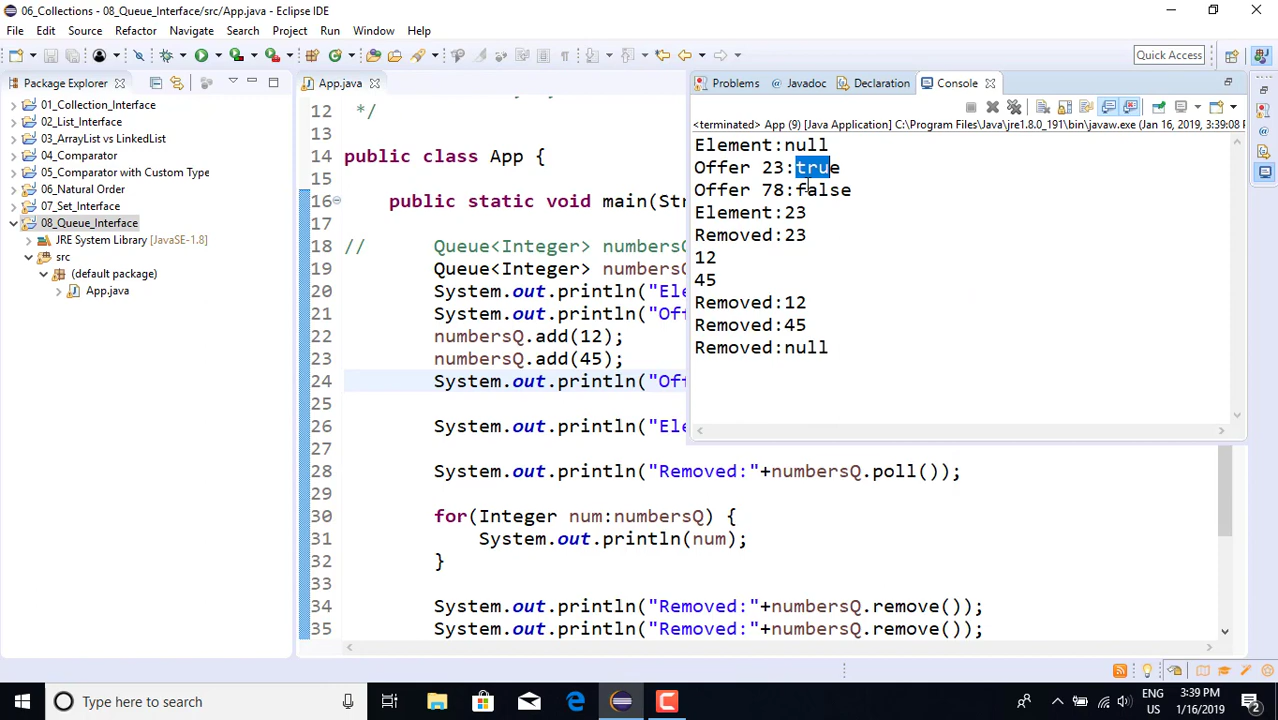 06_Collections - 08_Queue_Interface/src/App.java - Eclipse IDE
File Edit Source Refactor Navigate Search Project Run Window Help
Quick Access
Package Explorer
App.java
Problems @ Javadoc Declaration Console
<terminated> App (9) [Java Application] C:\Program Files\Java\jre1.8.0_191\bin\javaw.exe (Jan 16, 2019, 3:39:08
01_Collection_Interface
02_List_Interface
03_ArrayList vs LinkedList
04_Comparator
05_Comparator with Custom Type
06_Natural Order
07_Set_Interface
08_Queue_Interface
JRE System Library [JavaSE-1.8]
src
(default package)
App.java
12 */
13
14 public class App {
15
16 public static void main(Str
17
18 // Queue<Integer> numbersQ
19 Queue<Integer> numbersQ
20 System.out.println("Ele
21 System.out.println("Of
22 numbersQ.add(12);
23 numbersQ.add(45);
24 System.out.println("Of
25
26 System.out.println("Ele
27
28 System.out.println("Removed:"+numbersQ.poll());
29
30 for(Integer num:numbersQ) {
31 System.out.println(num);
32 }
33
34 System.out.println("Removed:"+numbersQ.remove());
35 System.out.println("Removed:"+numbersQ.remove());
Element:null
Offer 23:true
Offer 78:false
Element:23
Removed:23
12
45
Removed:12
Removed:45
Removed:null
Type here to search
ENG
US
3:39 PM
1/16/2019
2